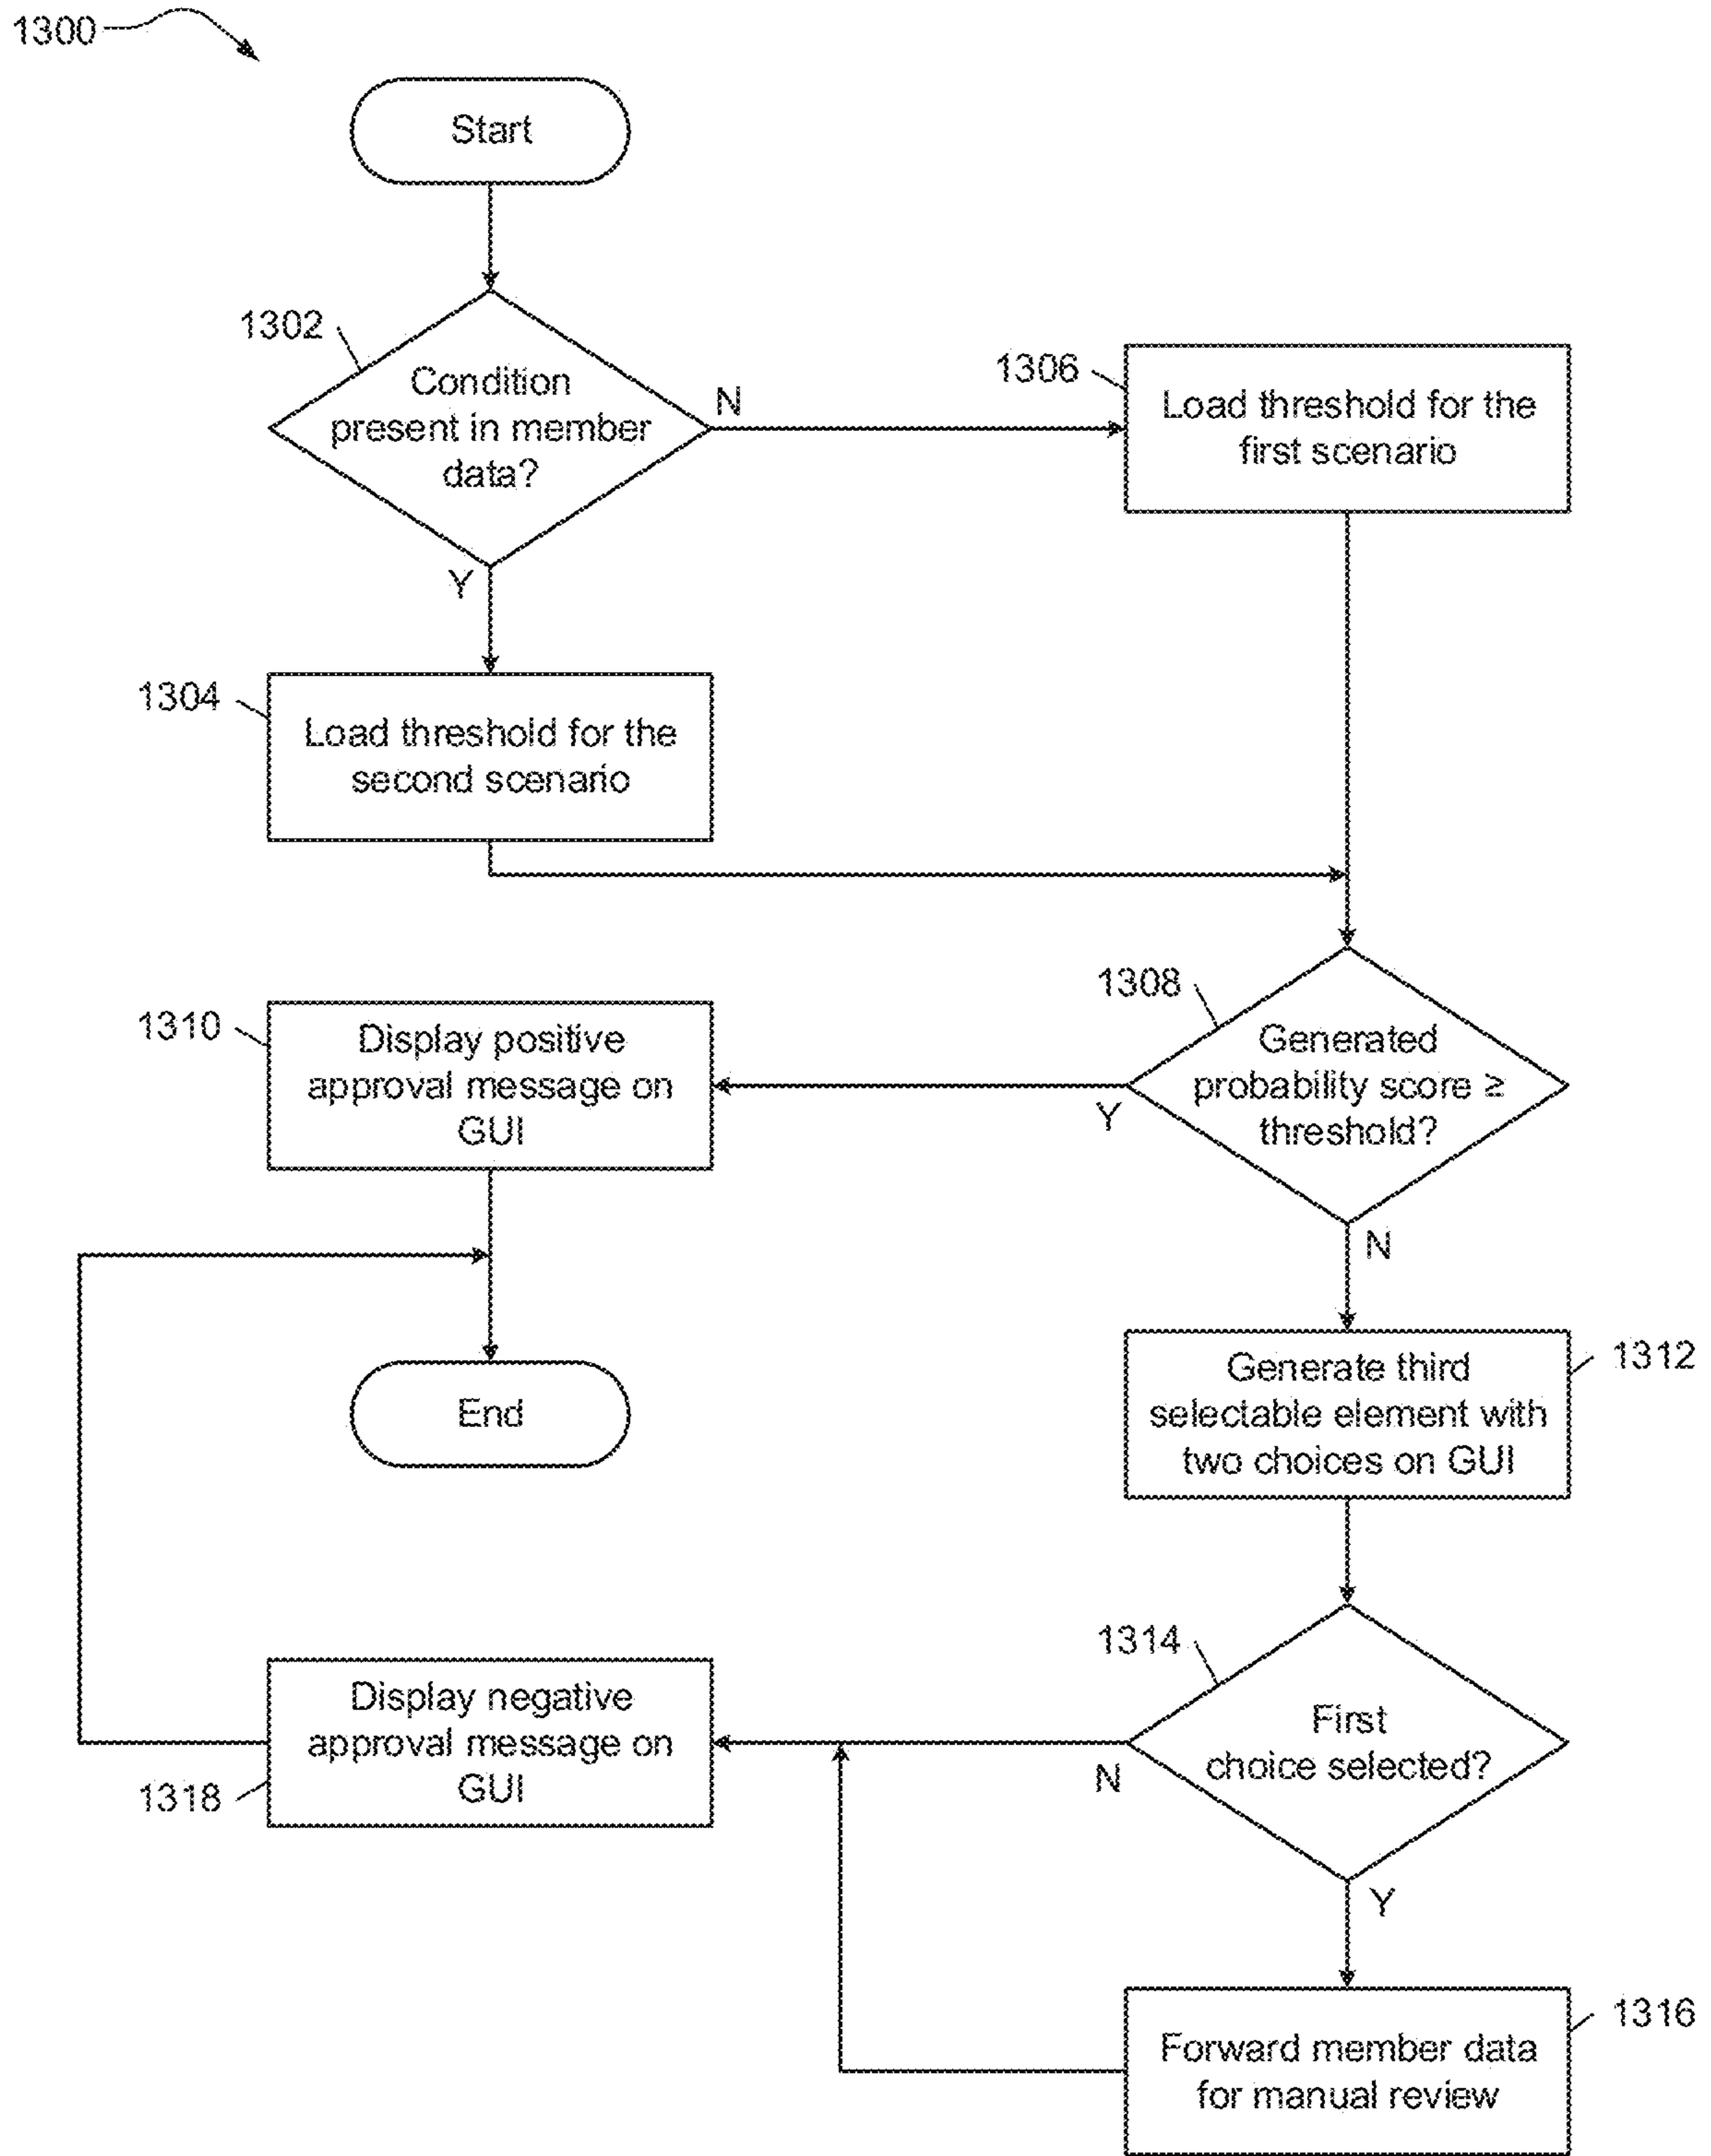 1300
Start
1302
Condition
present in member
data?
N
Y
1306
Load threshold for the
first scenario
1304
Load threshold for the
second scenario
1308
Generated
probability score ≥
threshold?
Y
N
1310
Display positive
approval message on
GUI
End
1312
Generate third
selectable element with
two choices on GUI
1314
First
choice selected?
N
Y
1318
Display negative
approval message on
GUI
1316
Forward member data
for manual review